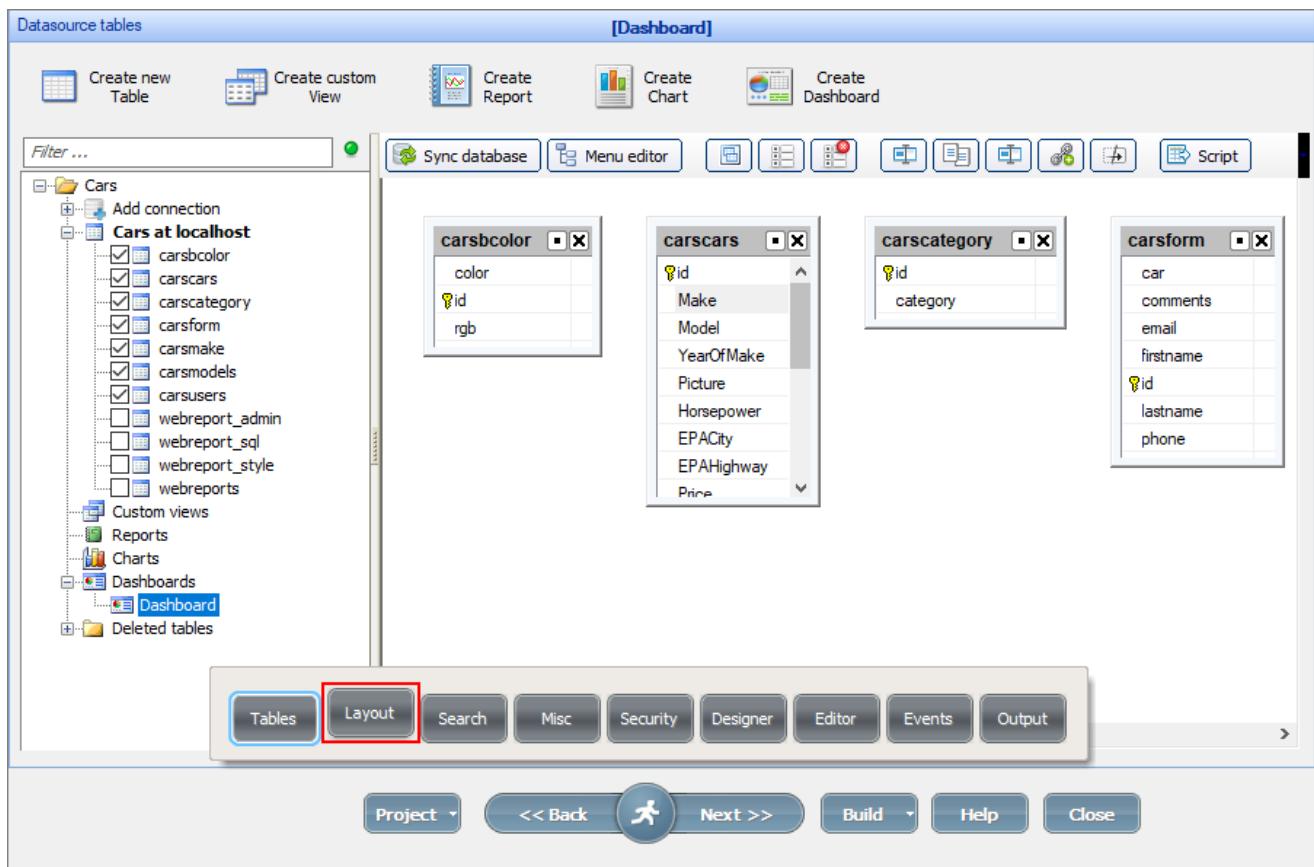 Datasource tables
[Dashboard]
Create new
Table
Create custom
View
Create
Report
Create
Chart
Create
Dashboard
Filter ...
Sync database
Menu editor
Script
Cars
Add connection
Cars at localhost
carsbcolor
carscars
carscategory
carsform
carsmake
carsmodels
carsusers
webreport_admin
webreport_sql
webreport_style
webreports
Custom views
Reports
Charts
Dashboards
Dashboard
Deleted tables
carsbcolor
color
id
rgb
carscars
id
Make
Model
YearOfMake
Picture
Horsepower
EPACity
EPAHighway
Price
carscategory
id
category
carsform
car
comments
email
firstname
id
lastname
phone
Tables
Layout
Search
Misc
Security
Designer
Editor
Events
Output
Project
<< Back
Next >>
Build
Help
Close